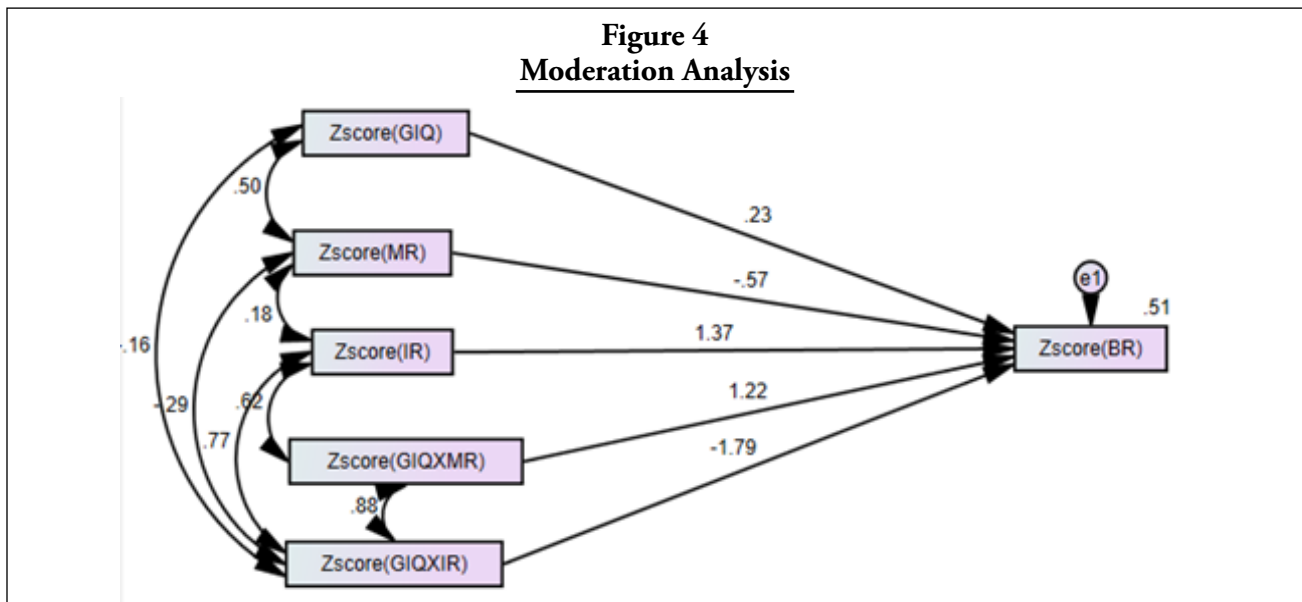 Figure 4
Moderation Analysis
Zscore(GIQ)
.50
.23
Zscore(MR)
-.57
e1
.51
.18
1.37
Zscore(BR)
-.16
Zscore(IR)
-.29
.62
1.22
.77
-1.79
Zscore(GIQXMR)
.88
Zscore(GIQXIR)